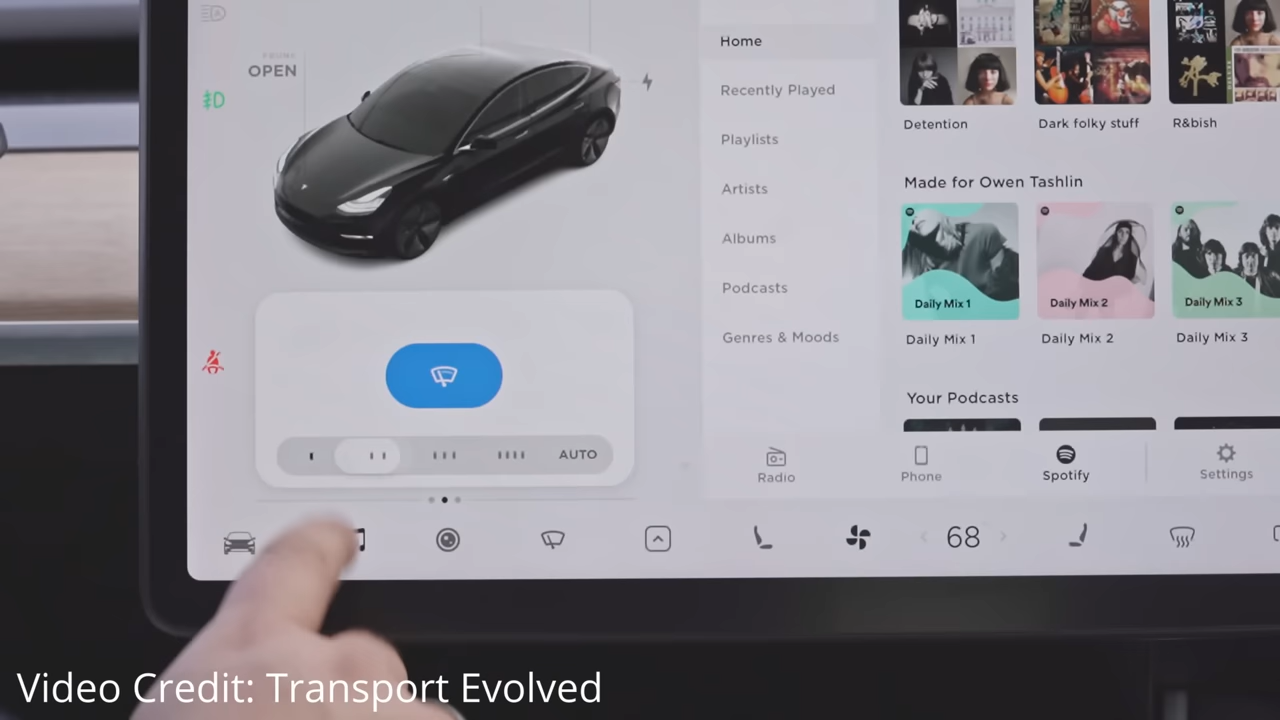 OPEN
Home
Recently Played
Playlists
Artists
Albums
Podcasts
Genres & Moods
Detention
Dark folky stuff
R&bish
Made for Owen Tashlin
Daily Mix 1
Daily Mix 2
Daily Mix 3
Daily Mix 1
Daily Mix 2
Daily Mix 3
Your Podcasts
AUTO
Radio
Phone
Spotify
Settings
68
Video Credit: Transport Evolved